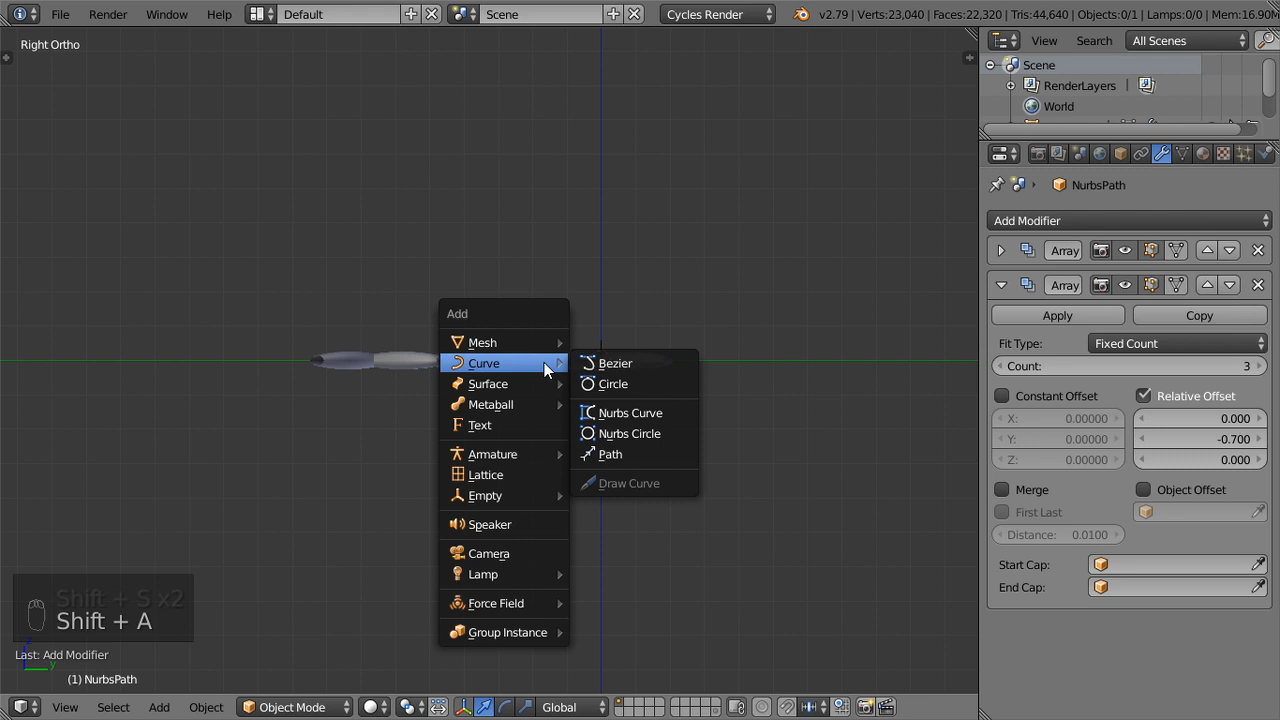 File Render Window Help Default Scene Cycles Render v2.79 | Verts:23,040 | Faces:22,320 | Tris:44,640 | Objects:0/1 | Lamps:0/0 | Mem:16.90M
Right Ortho
View Search All Scenes
Scene
RenderLayers
World
NurbsPath
Add Modifier
Array
Array
Apply Copy
Fit Type: Fixed Count
Count: 3
Constant Offset Relative Offset
X: 0.00000 0.000
Y: 0.00000 -0.700
Z: 0.00000 0.000
Merge Object Offset
First Last
Distance: 0.0100
Start Cap:
End Cap:
Add
Mesh
Curve
Surface
Metaball
Text
Armature
Lattice
Empty
Speaker
Camera
Lamp
Force Field
Group Instance
Bezier
Circle
Nurbs Curve
Nurbs Circle
Path
Draw Curve
Shift + S x2
Shift + A
Last: Add Modifier
z
y
(1) NurbsPath
View Select Add Object Object Mode Global